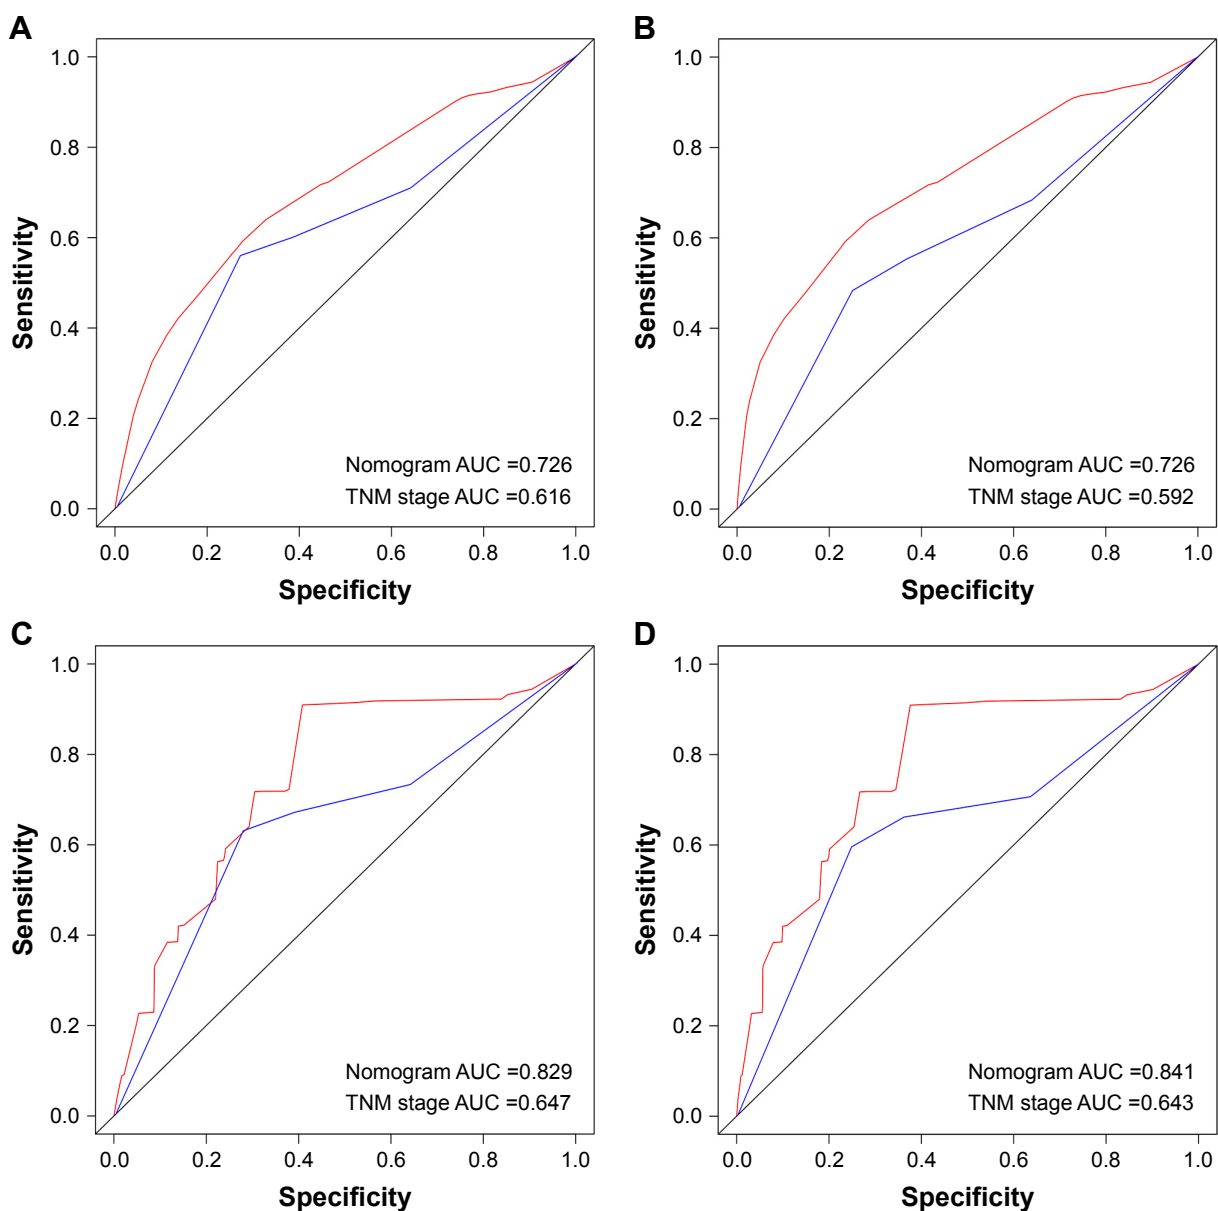 A
1.0
0.8
0.6
0.4
0.2
0.0
Sensitivity
Nomogram AUC =0.726
TNM stage AUC =0.616
0.0 0.2 0.4 0.6 0.8 1.0
Specificity
B
1.0
0.8
0.6
0.4
0.2
0.0
Sensitivity
Nomogram AUC =0.726
TNM stage AUC =0.592
0.0 0.2 0.4 0.6 0.8 1.0
Specificity
C
1.0
0.8
0.6
0.4
0.2
0.0
Sensitivity
Nomogram AUC =0.829
TNM stage AUC =0.647
0.0 0.2 0.4 0.6 0.8 1.0
Specificity
D
1.0
0.8
0.6
0.4
0.2
0.0
Sensitivity
Nomogram AUC =0.841
TNM stage AUC =0.643
0.0 0.2 0.4 0.6 0.8 1.0
Specificity